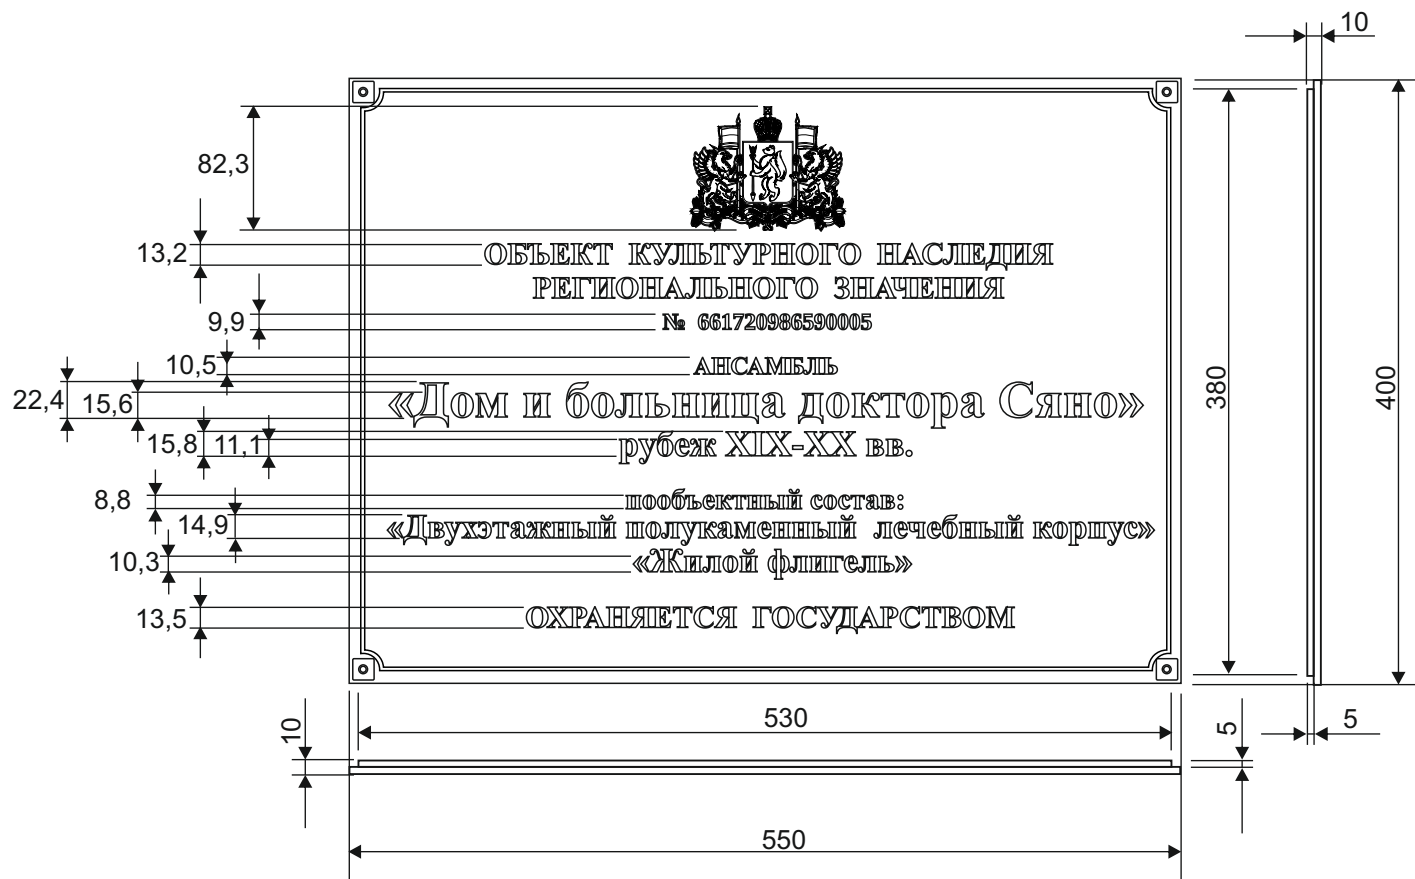 10
82,3
13,2
ОБЪЕКТ КУЛЬТУРНОГО НАСЛЕДИЯ
РЕГИОНАЛЬНОГО ЗНАЧЕНИЯ
9,9
№ 661720986590005
10,5
АНСАМБЛЬ
22,4
15,6
«Дом и больница доктора Сяно»
15,8
11,1
рубеж XIX-XX вв.
380
400
8,8
пообъектный состав:
14,9
«Двухэтажный полукаменный лечебный корпус»
10,3
«Жилой флигель»
13,5
ОХРАНЯЕТСЯ ГОСУДАРСТВОМ
10
530
5
5
550